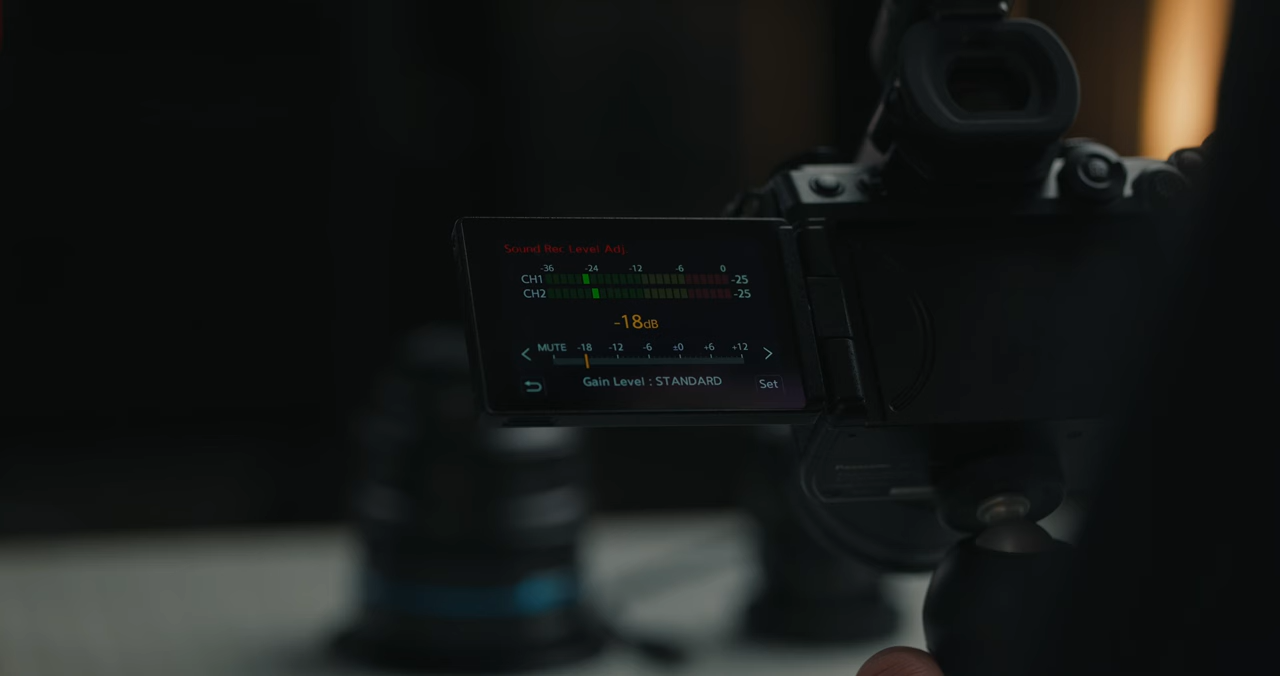 Sound Rec Level Adj.
-36 -24 -12 -6 0
CH1 -25
CH2 -25
-18dB
MUTE -18 -12 -6 ±0 +6 +12
Gain Level : STANDARD
Set